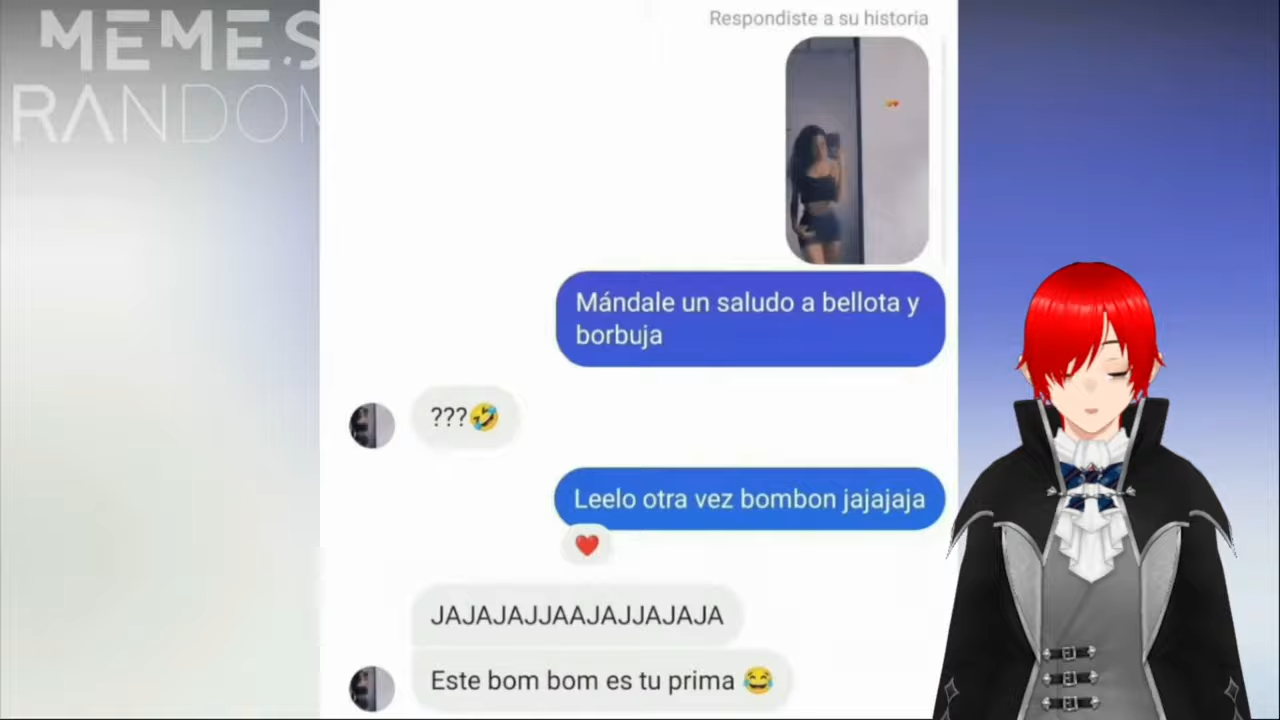 MEMES
RANDOM
Respondiste a su historia
Mándale un saludo a bellota y
borbuja
???🤣
Leelo otra vez bombon jajajaja
❤️
JAJAJAJJAAJAJJAJAJA
Este bom bom es tu prima 😂